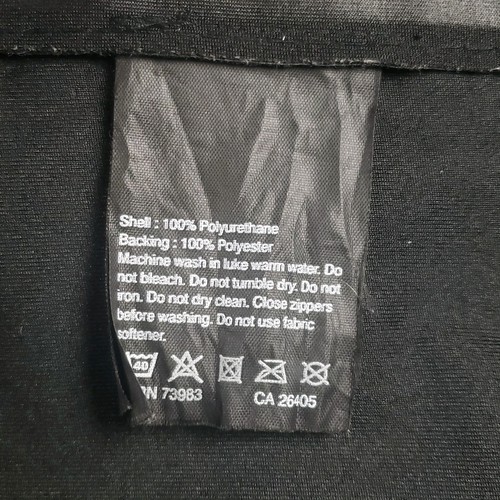 Shell : 100% Polyurethane
Backing : 100% Polyester
Machine wash in luke warm water. Do
not bleach. Do not tumble dry. Do not
iron. Do not dry clean. Close zippers
before washing. Do not use fabric
softener.
40
RN 73983 CA 26405